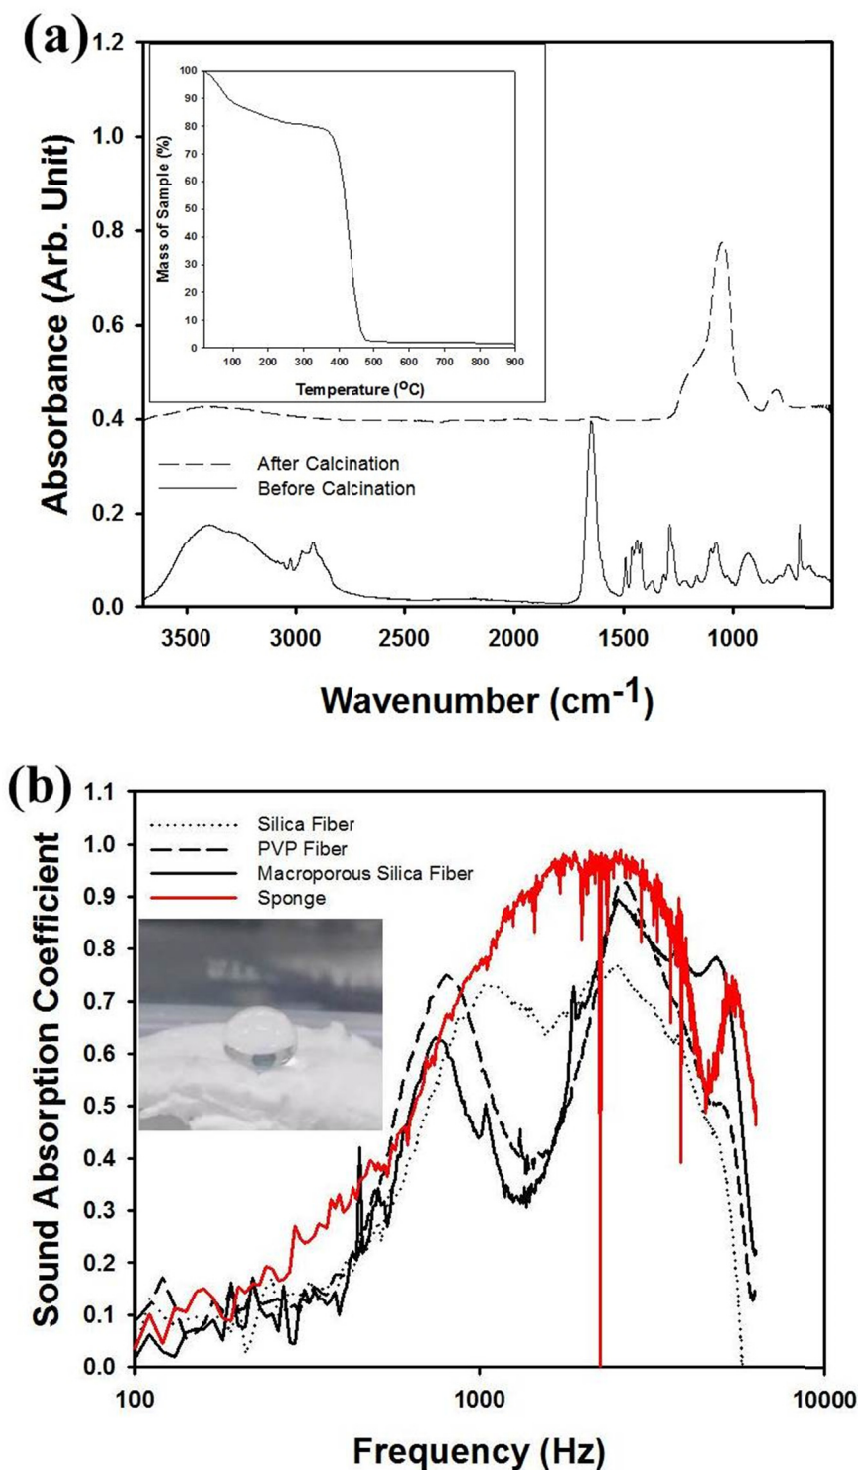 (a)
1.2
1.0
0.8
0.6
0.4
0.2
0.0
Absorbance (Arb. Unit)
100
90
80
70
60
50
40
30
20
10
0
Mass of Sample (%)
100 200 300 400 500 600 700 800 900
Temperature (OC)
After Calcination
Before Calcination
3500 3000 2500 2000 1500 1000
Wavenumber (cm-1)
(b)
1.1
1.0
0.9
0.8
0.7
0.6
0.5
0.4
0.3
0.2
0.1
0.0
Sound Absorption Coefficient
Silica Fiber
PVP Fiber
Macroporous Silica Fiber
Sponge
100 1000 10000
Frequency (Hz)